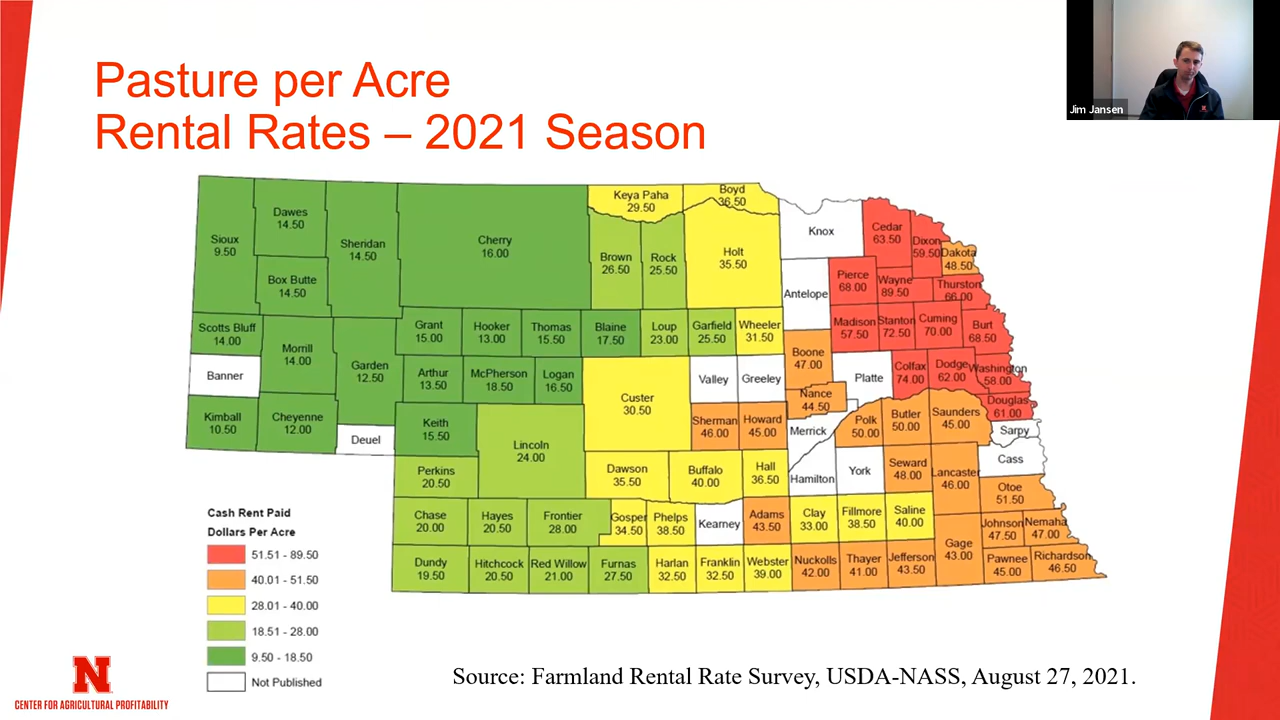 Jim Jansen
Pasture per Acre
Rental Rates – 2021 Season
Sioux
9.50
Dawes
14.50
Box Butte
14.50
Sheridan
14.50
Cherry
16.00
Keya Paha
29.50
Boyd
36.50
Brown
26.50
Rock
25.50
Holt
35.50
Knox
Cedar
63.50
Dixon
59.50
Dakota
48.50
Antelope
Pierce
68.00
Wayne
89.50
Thurston
66.00
Scotts Bluff
14.00
Morrill
14.00
Garden
12.50
Grant
15.00
Hooker
13.00
Thomas
15.50
Blaine
17.50
Loup
23.00
Garfield
25.50
Wheeler
31.50
Boone
47.00
Madison
57.50
Stanton
72.50
Cuming
70.00
Burt
68.50
Banner
Arthur
13.50
McPherson
18.50
Logan
16.50
Custer
30.50
Valley
Greeley
Nance
44.50
Platte
Colfax
74.00
Dodge
62.00
Washington
58.00
Douglas
61.00
Kimball
10.50
Cheyenne
12.00
Deuel
Keith
15.50
Lincoln
24.00
Sherman
46.00
Howard
45.00
Merrick
Polk
50.00
Butler
50.00
Saunders
45.00
Sarpy
Perkins
20.50
Dawson
35.50
Buffalo
40.00
Hall
36.50
Hamilton
York
Seward
48.00
Lancaster
46.00
Cass
Otoe
51.50
Chase
20.00
Hayes
20.50
Frontier
28.00
Gosper
34.50
Phelps
38.50
Kearney
Adams
43.50
Clay
33.00
Fillmore
38.50
Saline
40.00
Gage
43.00
Johnson
47.50
Nemaha
47.00
Dundy
19.50
Hitchcock
20.50
Red Willow
21.00
Furnas
27.50
Harlan
32.50
Franklin
32.50
Webster
39.00
Nuckolls
42.00
Thayer
41.00
Jefferson
43.50
Pawnee
45.00
Richardson
46.50
Cash Rent Paid
Dollars Per Acre
51.51 - 89.50
40.01 - 51.50
28.01 - 40.00
18.51 - 28.00
9.50 - 18.50
Not Published
Source: Farmland Rental Rate Survey, USDA-NASS, August 27, 2021.
N
CENTER FOR AGRICULTURAL PROFITABILITY